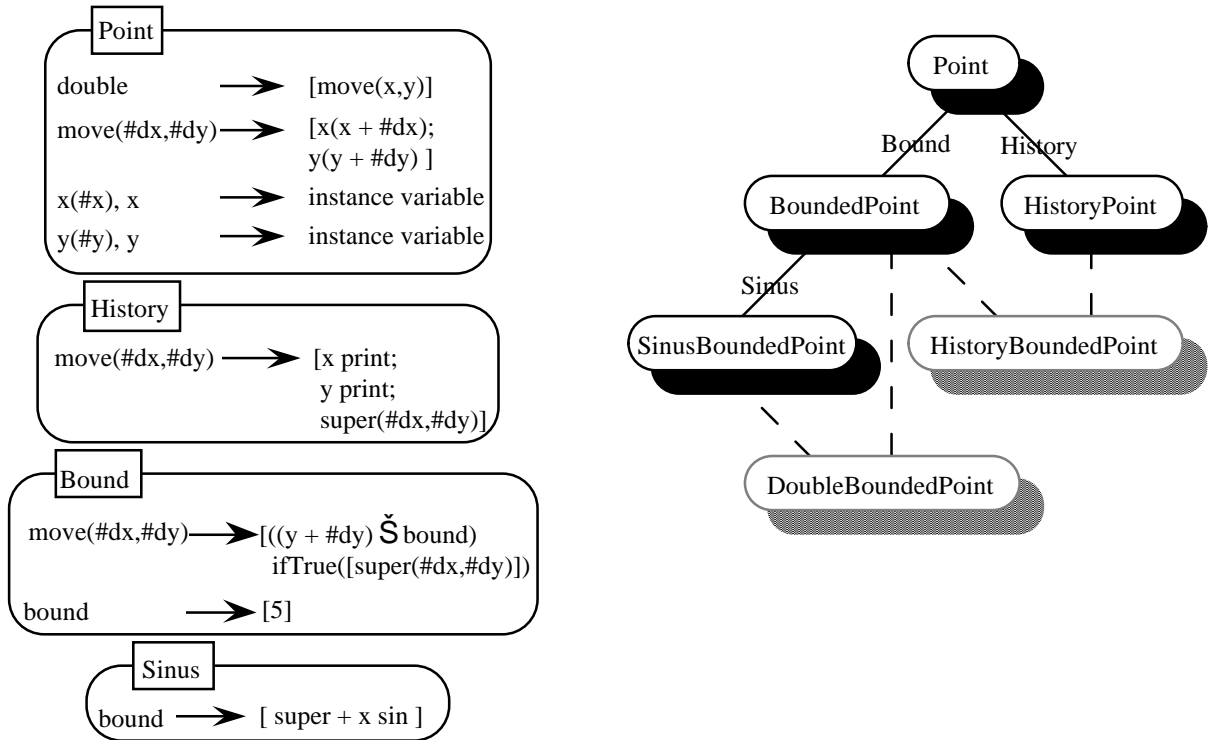 Point
double [move(x,y)]
move(#dx,#dy) [x(x + #dx);
y(y + #dy) ]
x(#x), x instance variable
y(#y), y instance variable
History
move(#dx,#dy) [x print;
y print;
super(#dx,#dy)]
Bound
move(#dx,#dy) [((y + #dy) Š bound)
ifTrue([super(#dx,#dy)])
bound [5]
Sinus
bound [ super + x sin ]
Point
Bound History
BoundedPoint HistoryPoint
Sinus
SinusBoundedPoint HistoryBoundedPoint
DoubleBoundedPoint